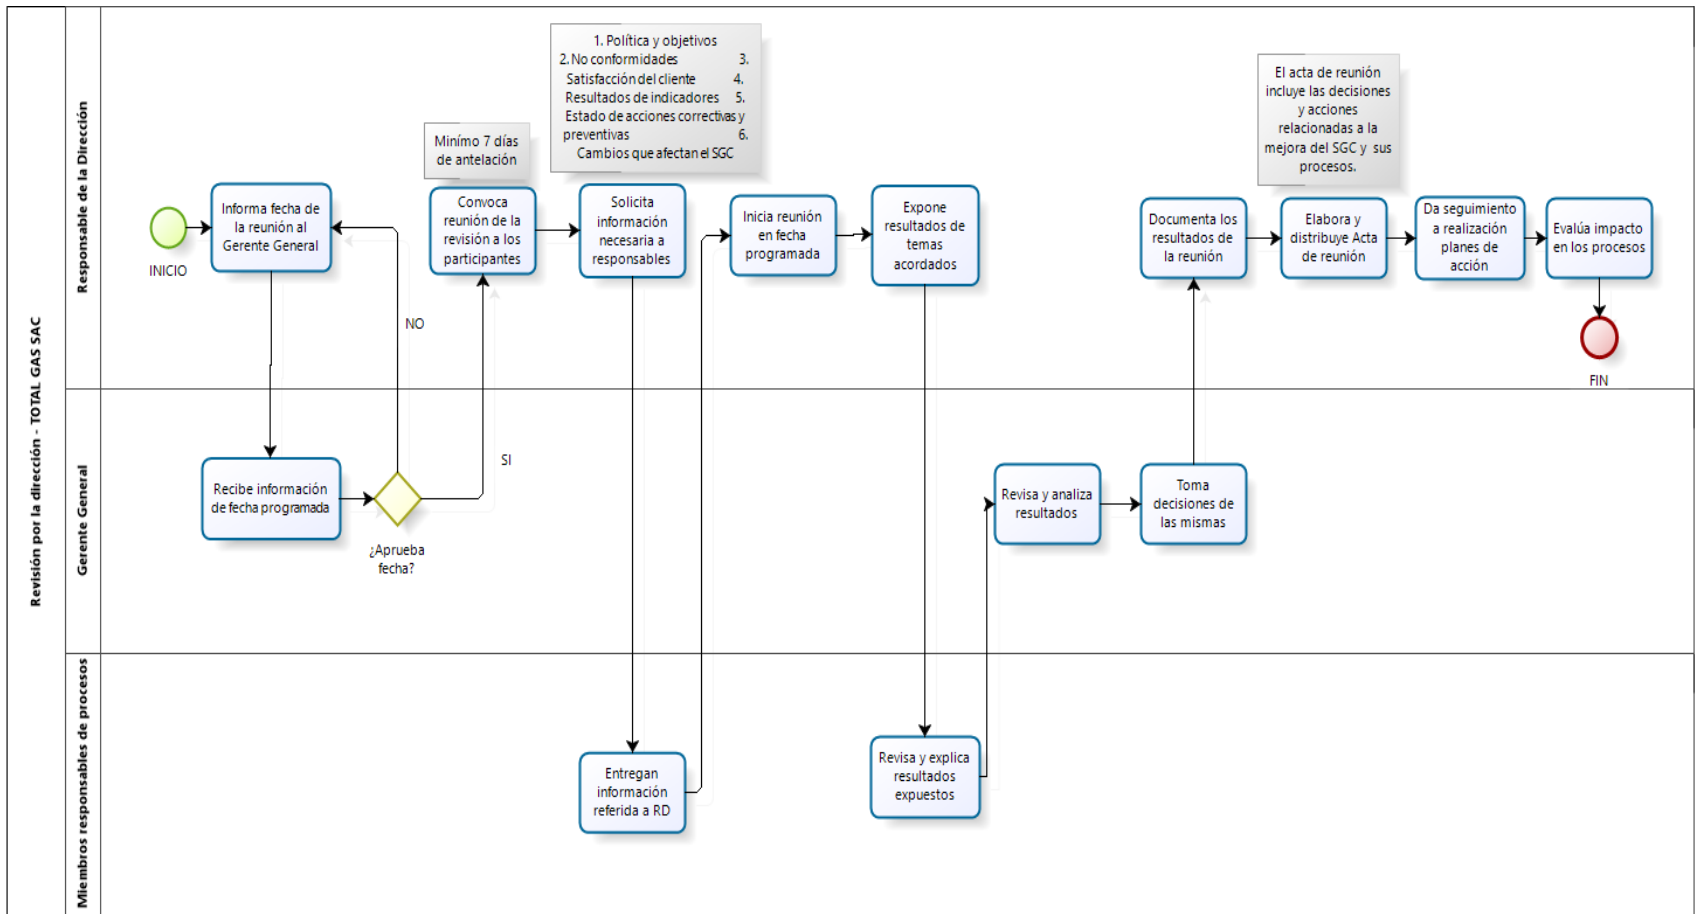 Revisión por la dirección - TOTAL GAS SAC
Responsable de la Dirección
INICIO
Informa fecha de
la reunión al
Gerente General
NO
Minímo 7 días
de antelación
Convoca
reunión de la
revisión a los
participantes
SI
1. Política y objetivos
2. No conformidades 3.
Satisfacción del cliente 4.
Resultados de indicadores 5.
Estado de acciones correctivas y
preventivas 6.
Cambios que afectan el SGC
Solicita
información
necesaria a
responsables
Inicia reunión
en fecha
programada
Expone
resultados de
temas
acordados
Documenta los
resultados de
la reunión
El acta de reunión
incluye las decisiones
y acciones
relacionadas a la
mejora del SGC y sus
procesos.
Elabora y
distribuye Acta
de reunión
Da seguimiento
a realización
planes de
acción
Evalúa impacto
en los procesos
FIN
Gerente General
Recibe información
de fecha programada
¿Aprueba
fecha?
Revisa y analiza
resultados
Toma
decisiones de
las mismas
Miembros responsables de procesos
Entregan
información
referida a RD
Revisa y explica
resultados
expuestos